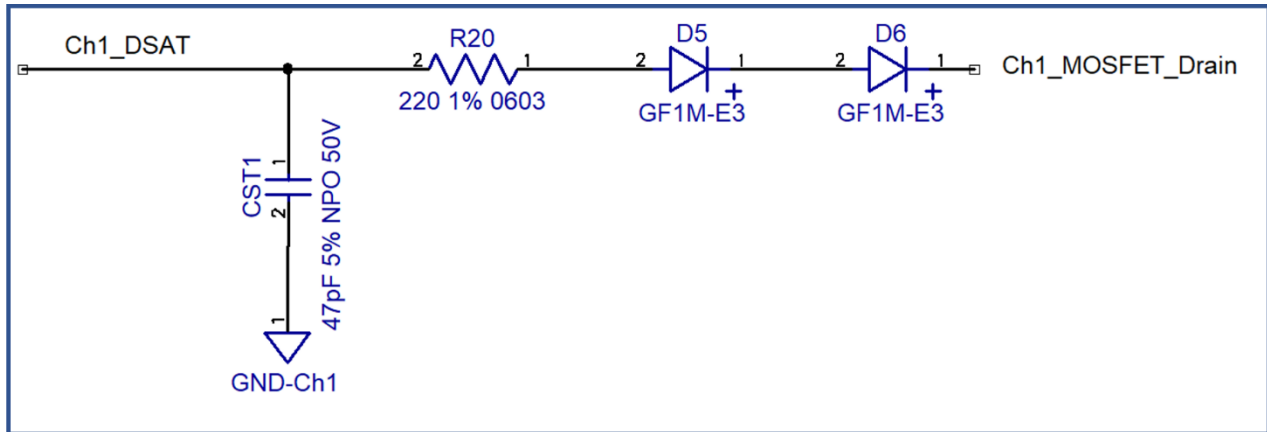 Ch1_DSAT
2
R20
1
220 1% 0603
2
D5
1
+
GF1M-E3
2
D6
1
+
GF1M-E3
Ch1_MOSFET_Drain
CST1
1
2
47pF 5% NPO 50V
1
GND-Ch1